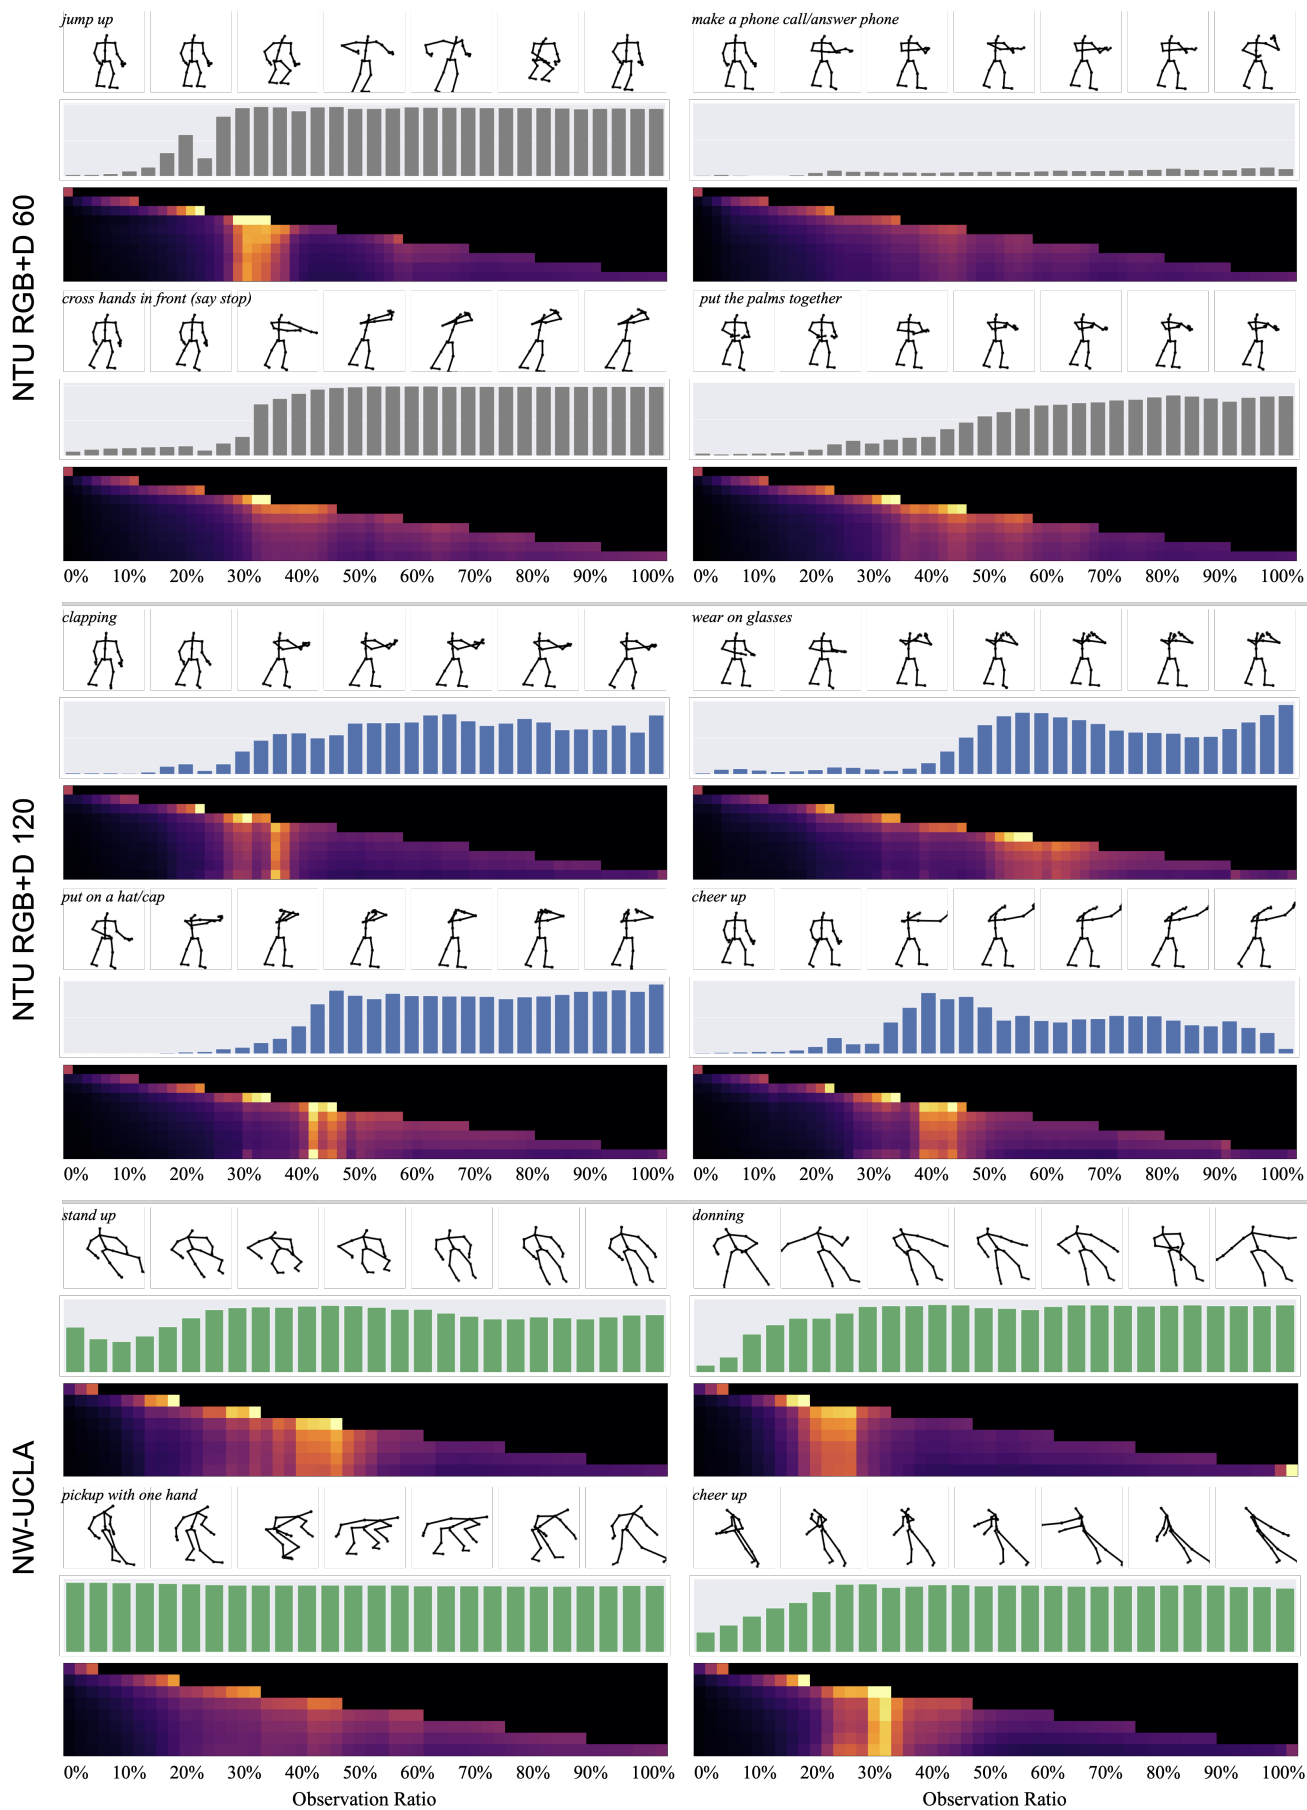 NTU RGB+D 60
jump up
make a phone call/answer phone
cross hands in front (say stop)
put the palms together
0% 10% 20% 30% 40% 50% 60% 70% 80% 90% 100%
0% 10% 20% 30% 40% 50% 60% 70% 80% 90% 100%
NTU RGB+D 120
clapping
wear on glasses
put on a hat/cap
cheer up
0% 10% 20% 30% 40% 50% 60% 70% 80% 90% 100%
0% 10% 20% 30% 40% 50% 60% 70% 80% 90% 100%
NW-UCLA
stand up
donning
pickup with one hand
cheer up
0% 10% 20% 30% 40% 50% 60% 70% 80% 90% 100%
0% 10% 20% 30% 40% 50% 60% 70% 80% 90% 100%
Observation Ratio
Observation Ratio